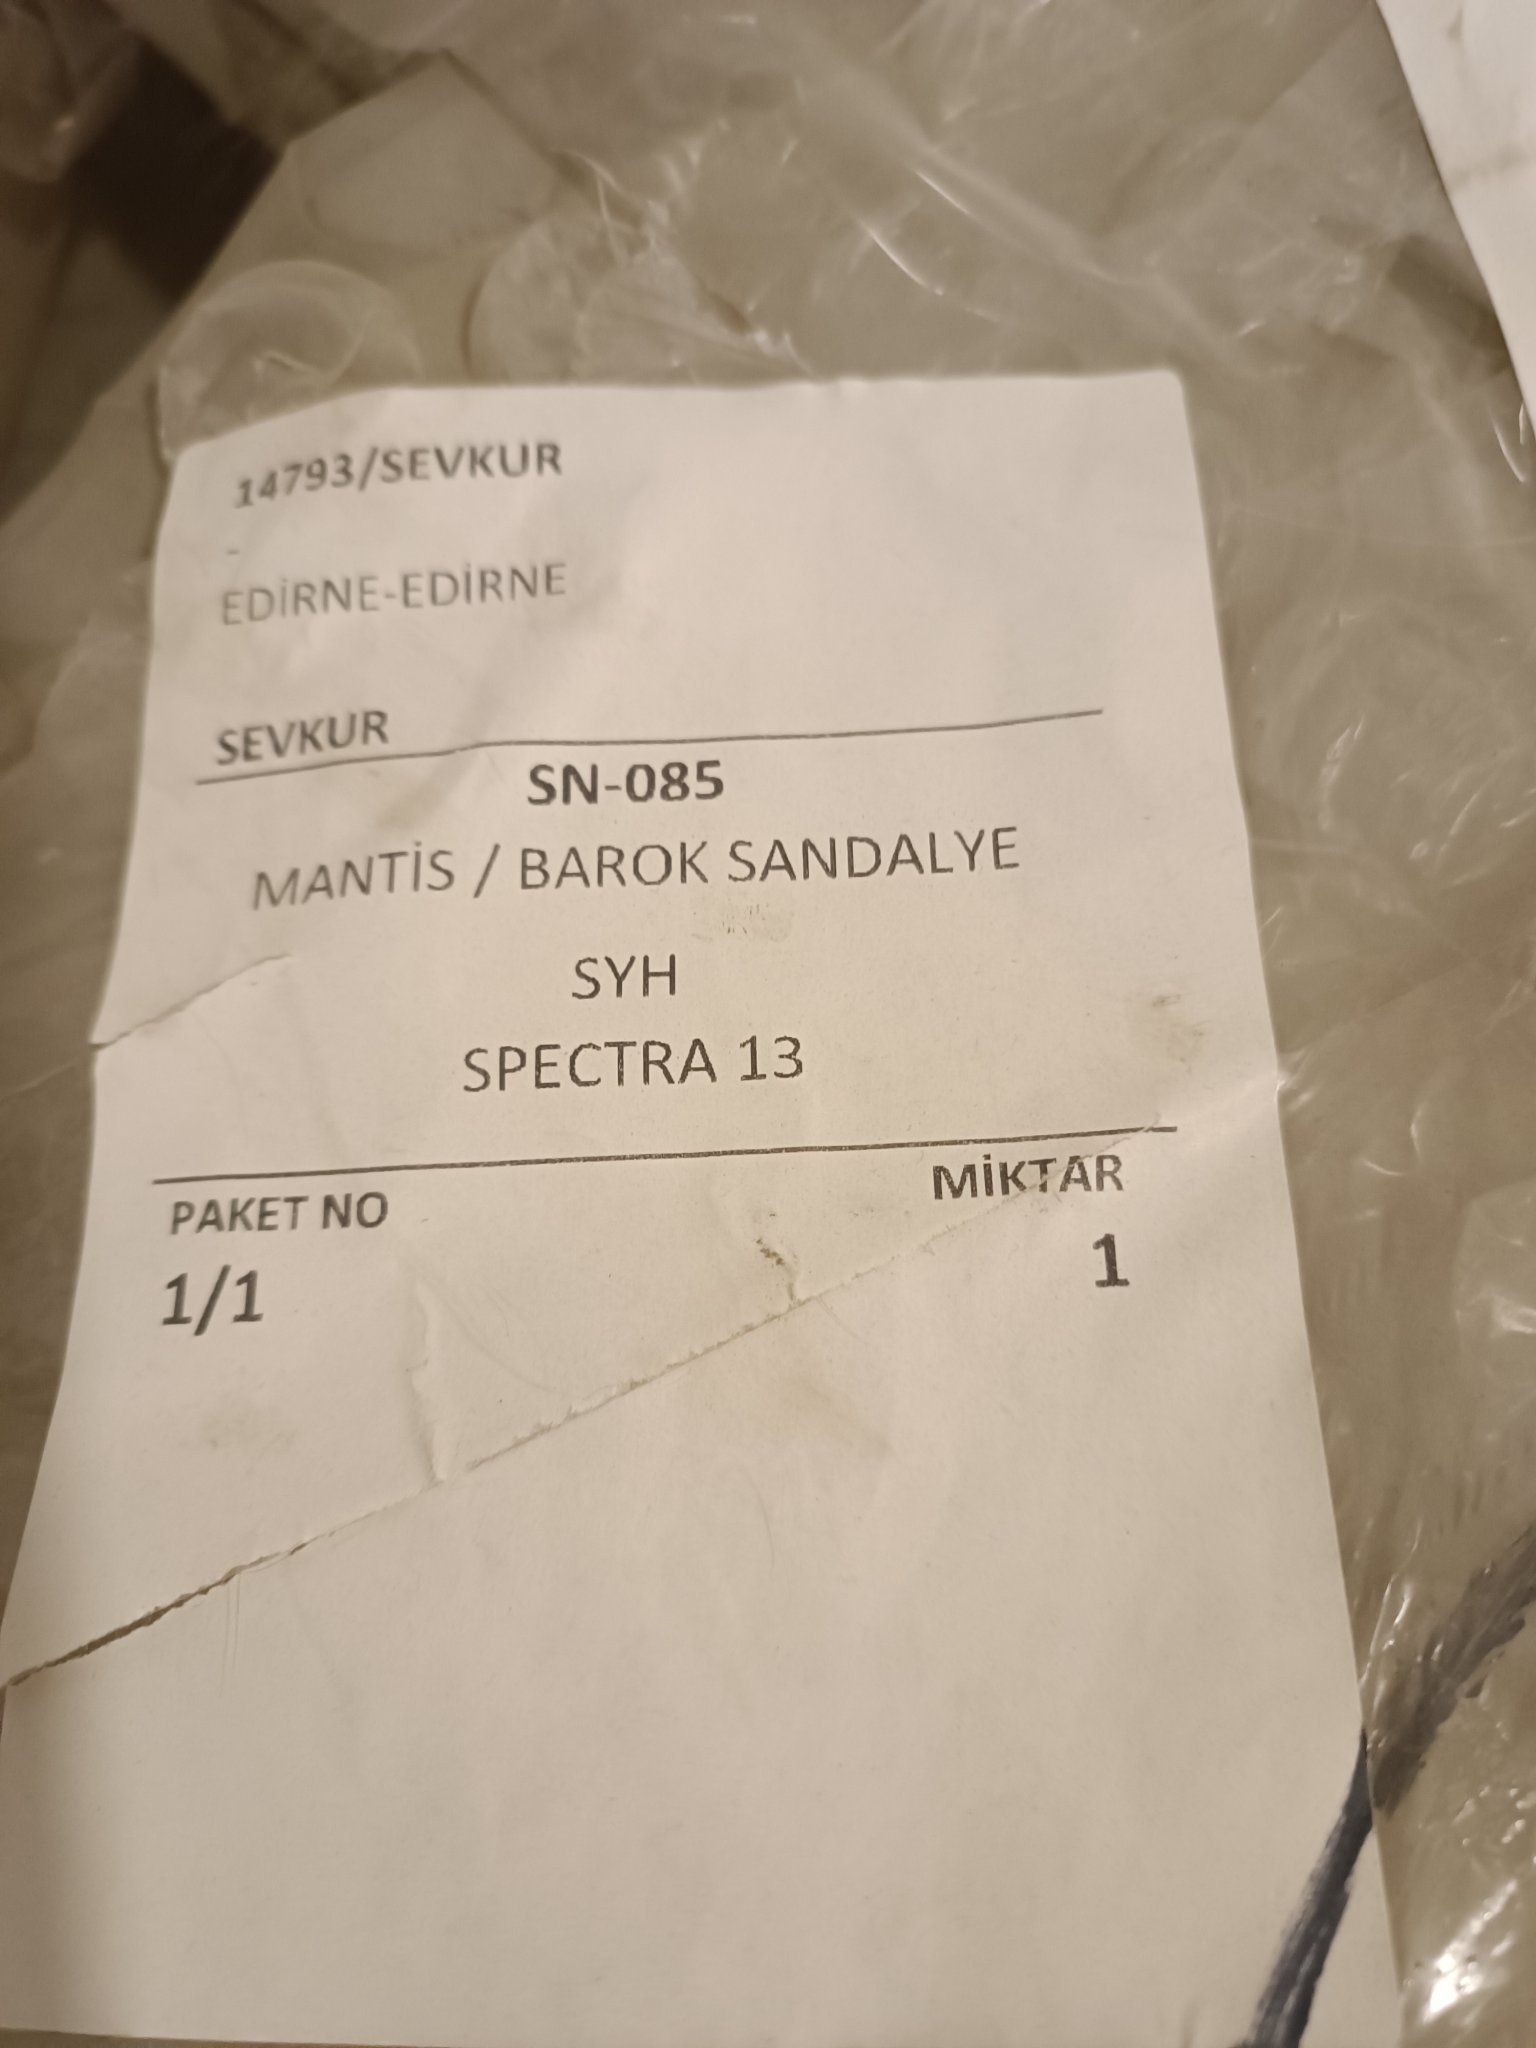 14793/SEVKUR
-
EDİRNE-EDİRNE
SEVKUR
SN-085
MANTİS / BAROK SANDALYE
SYH
SPECTRA 13
PAKET NO
MİKTAR
1/1
1